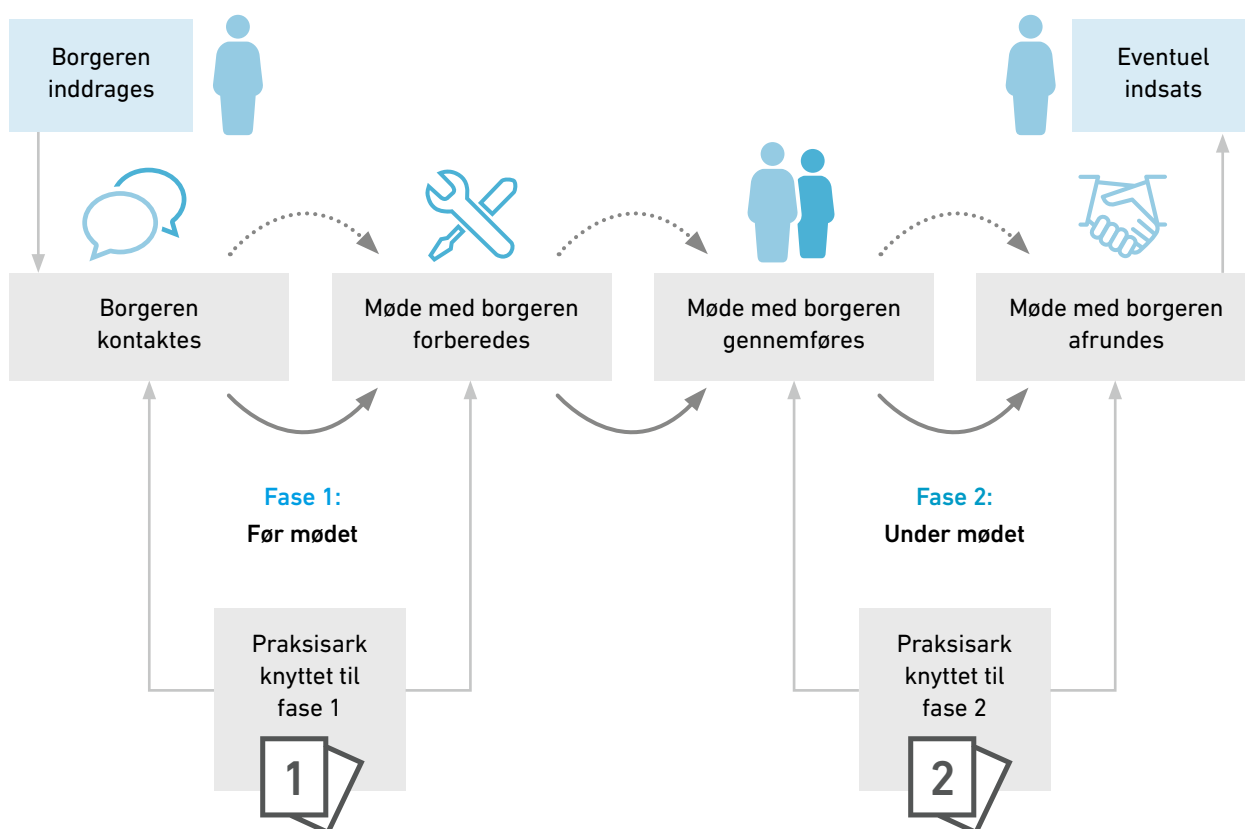 Borgeren
inddrages
Eventuel
indsats
Borgeren
kontaktes
Møde med borgeren
forberedes
Møde med borgeren
gennemføres
Møde med borgeren
afrundes
Fase 1:
Før mødet
Fase 2:
Under mødet
Praksisark
knyttet til
fase 1
1
Praksisark
knyttet til
fase 2
2